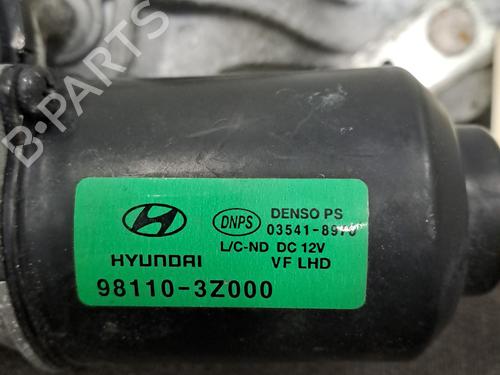 B-PARTS
DNPS DENSO PS
HYUNDAI L/C-ND DC 12V
VF LHD
98110-3Z000